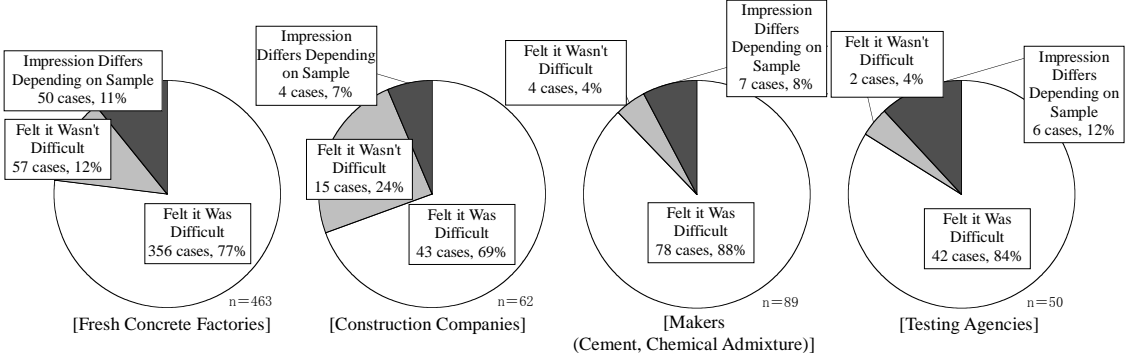 Impression Differs
Depending on Sample
50 cases, 11%
Felt it Wasn't
Difficult
57 cases, 12%
Felt it Was
Difficult
356 cases, 77%
n=463
[Fresh Concrete Factories]
Impression
Differs Depending
on Sample
4 cases, 7%
Felt it Wasn't
Difficult
15 cases, 24%
Felt it Was
Difficult
43 cases, 69%
n=62
[Construction Companies]
Felt it Wasn't
Difficult
4 cases, 4%
Impression
Differs
Depending on
Sample
7 cases, 8%
Felt it Was
Difficult
78 cases, 88%
n=89
[Makers
(Cement, Chemical Admixture)]
Felt it Wasn't
Difficult
2 cases, 4%
Impression
Differs
Depending on
Sample
6 cases, 12%
Felt it Was
Difficult
42 cases, 84%
n=50
[Testing Agencies]